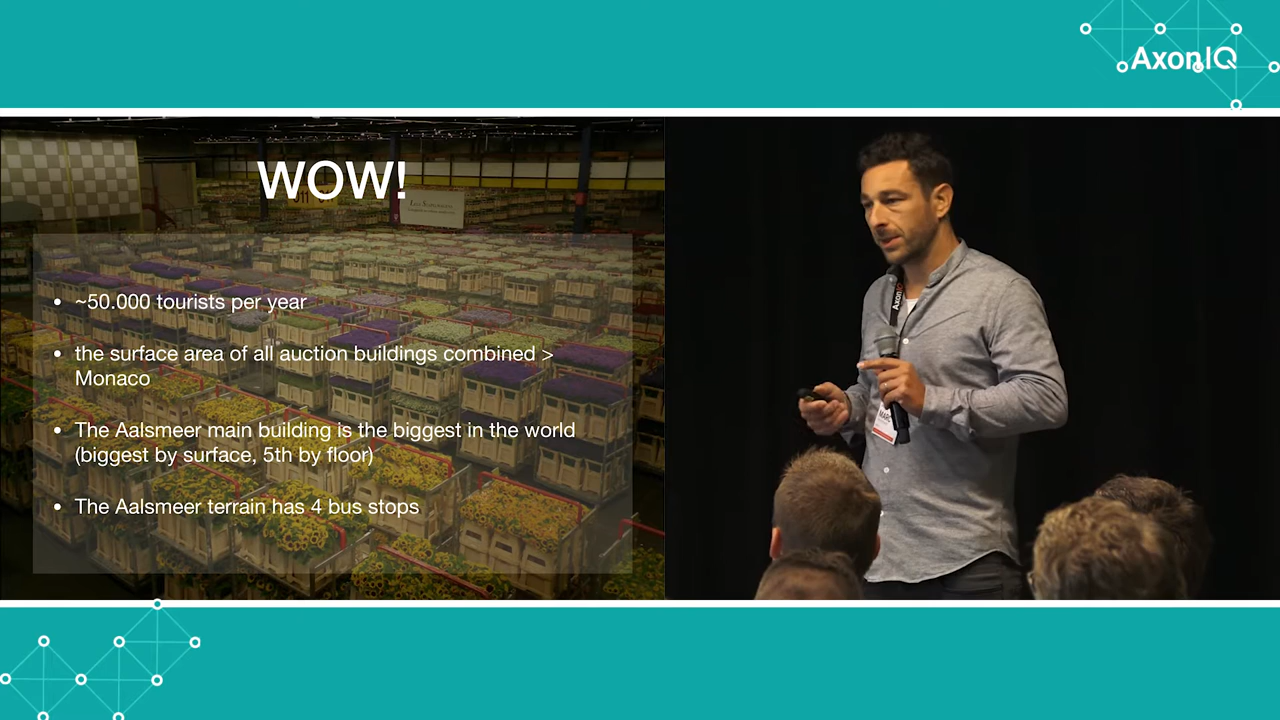 AxonIQ
WOW!
• ~50.000 tourists per year
• the surface area of all auction buildings combined >
Monaco
• The Aalsmeer main building is the biggest in the world
(biggest by surface, 5th by floor)
• The Aalsmeer terrain has 4 bus stops
AxonIQ